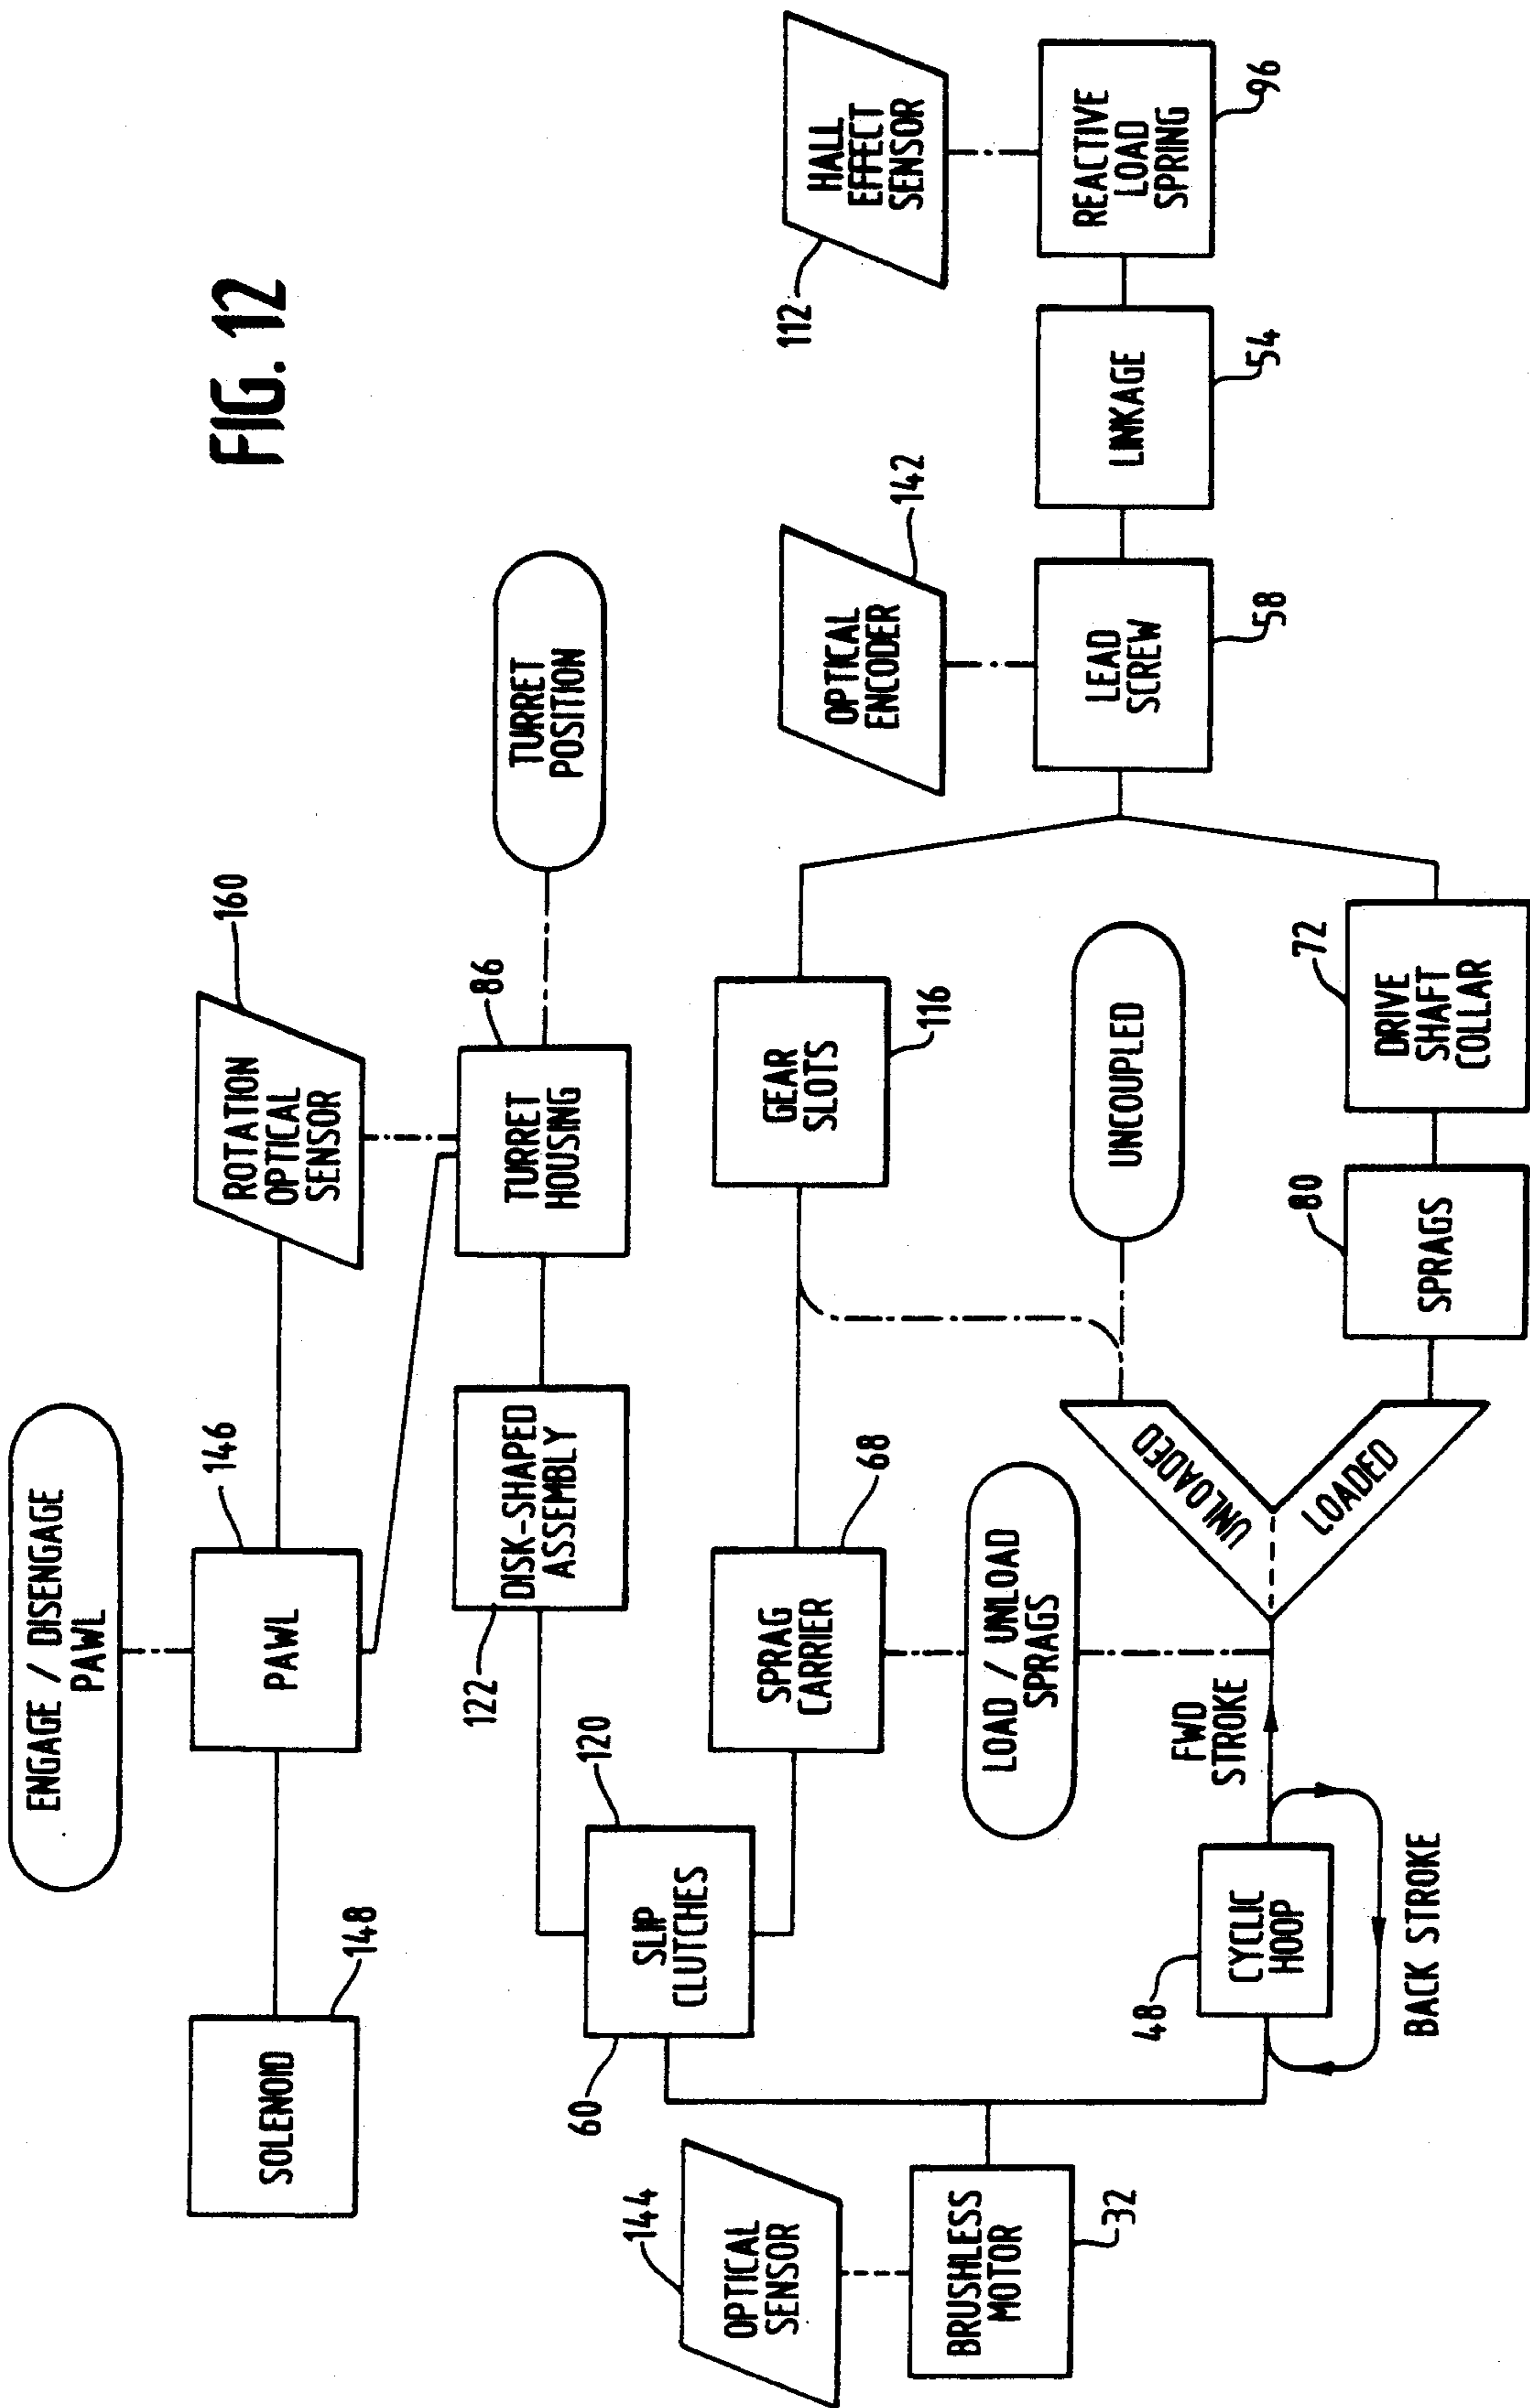 FIG. 12
ENGAGE / DISENGAGE
PAWL
SOLENOID
148
PAWL
146
ROTATION
OPTICAL
SENSOR
160
DISK-SHAPED
ASSEMBLY
122
TURRET
HOUSING
86
TURRET
POSITION
SLIP
CLUTCHES
120
60
OPTICAL
SENSOR
144
BRUSHLESS
MOTOR
32
SPRAG
CARRIER
68
GEAR
SLOTS
116
LOAD / UNLOAD
SPRAGS
UNCOUPLED
CYCLIC
HOOP
48
FWD
STROKE
BACK STROKE
UNLOADED
LOADED
SPRAGS
80
DRIVE
SHAFT
COLLAR
72
OPTICAL
ENCODER
142
LEAD
SCREW
58
LINKAGE
54
HALL
EFFECT
SENSOR
112
REACTIVE
LOAD
SPRING
96